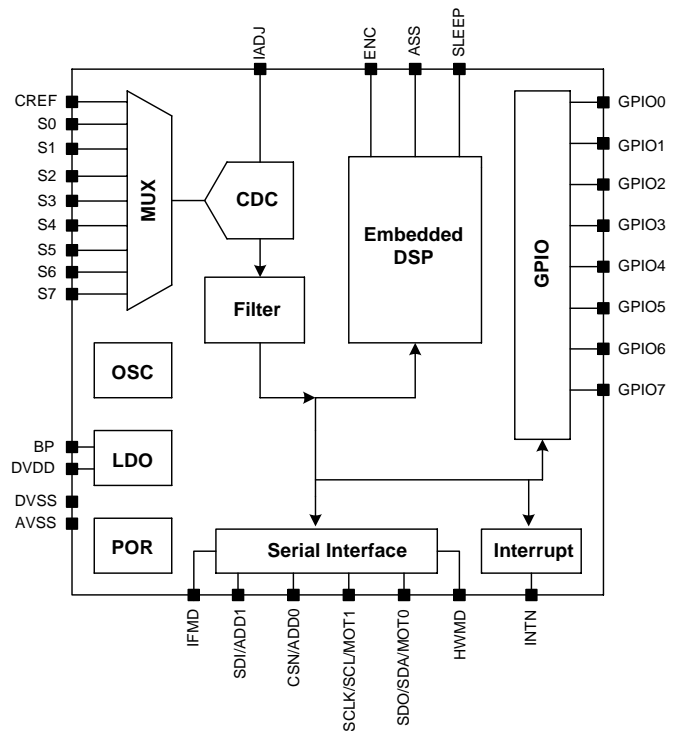 IADJ
ENC
ASS
SLEEP
CREF
S0
S1
S2
S3
S4
S5
S6
S7
MUX
CDC
Filter
Embedded
DSP
GPIO
GPIO0
GPIO1
GPIO2
GPIO3
GPIO4
GPIO5
GPIO6
GPIO7
OSC
BP
DVDD
LDO
DVSS
AVSS
POR
Serial Interface
Interrupt
IFMD
SDI/ADD1
CSN/ADD0
SCLK/SCL/MOT1
SDO/SDA/MOT0
HWMD
INTN